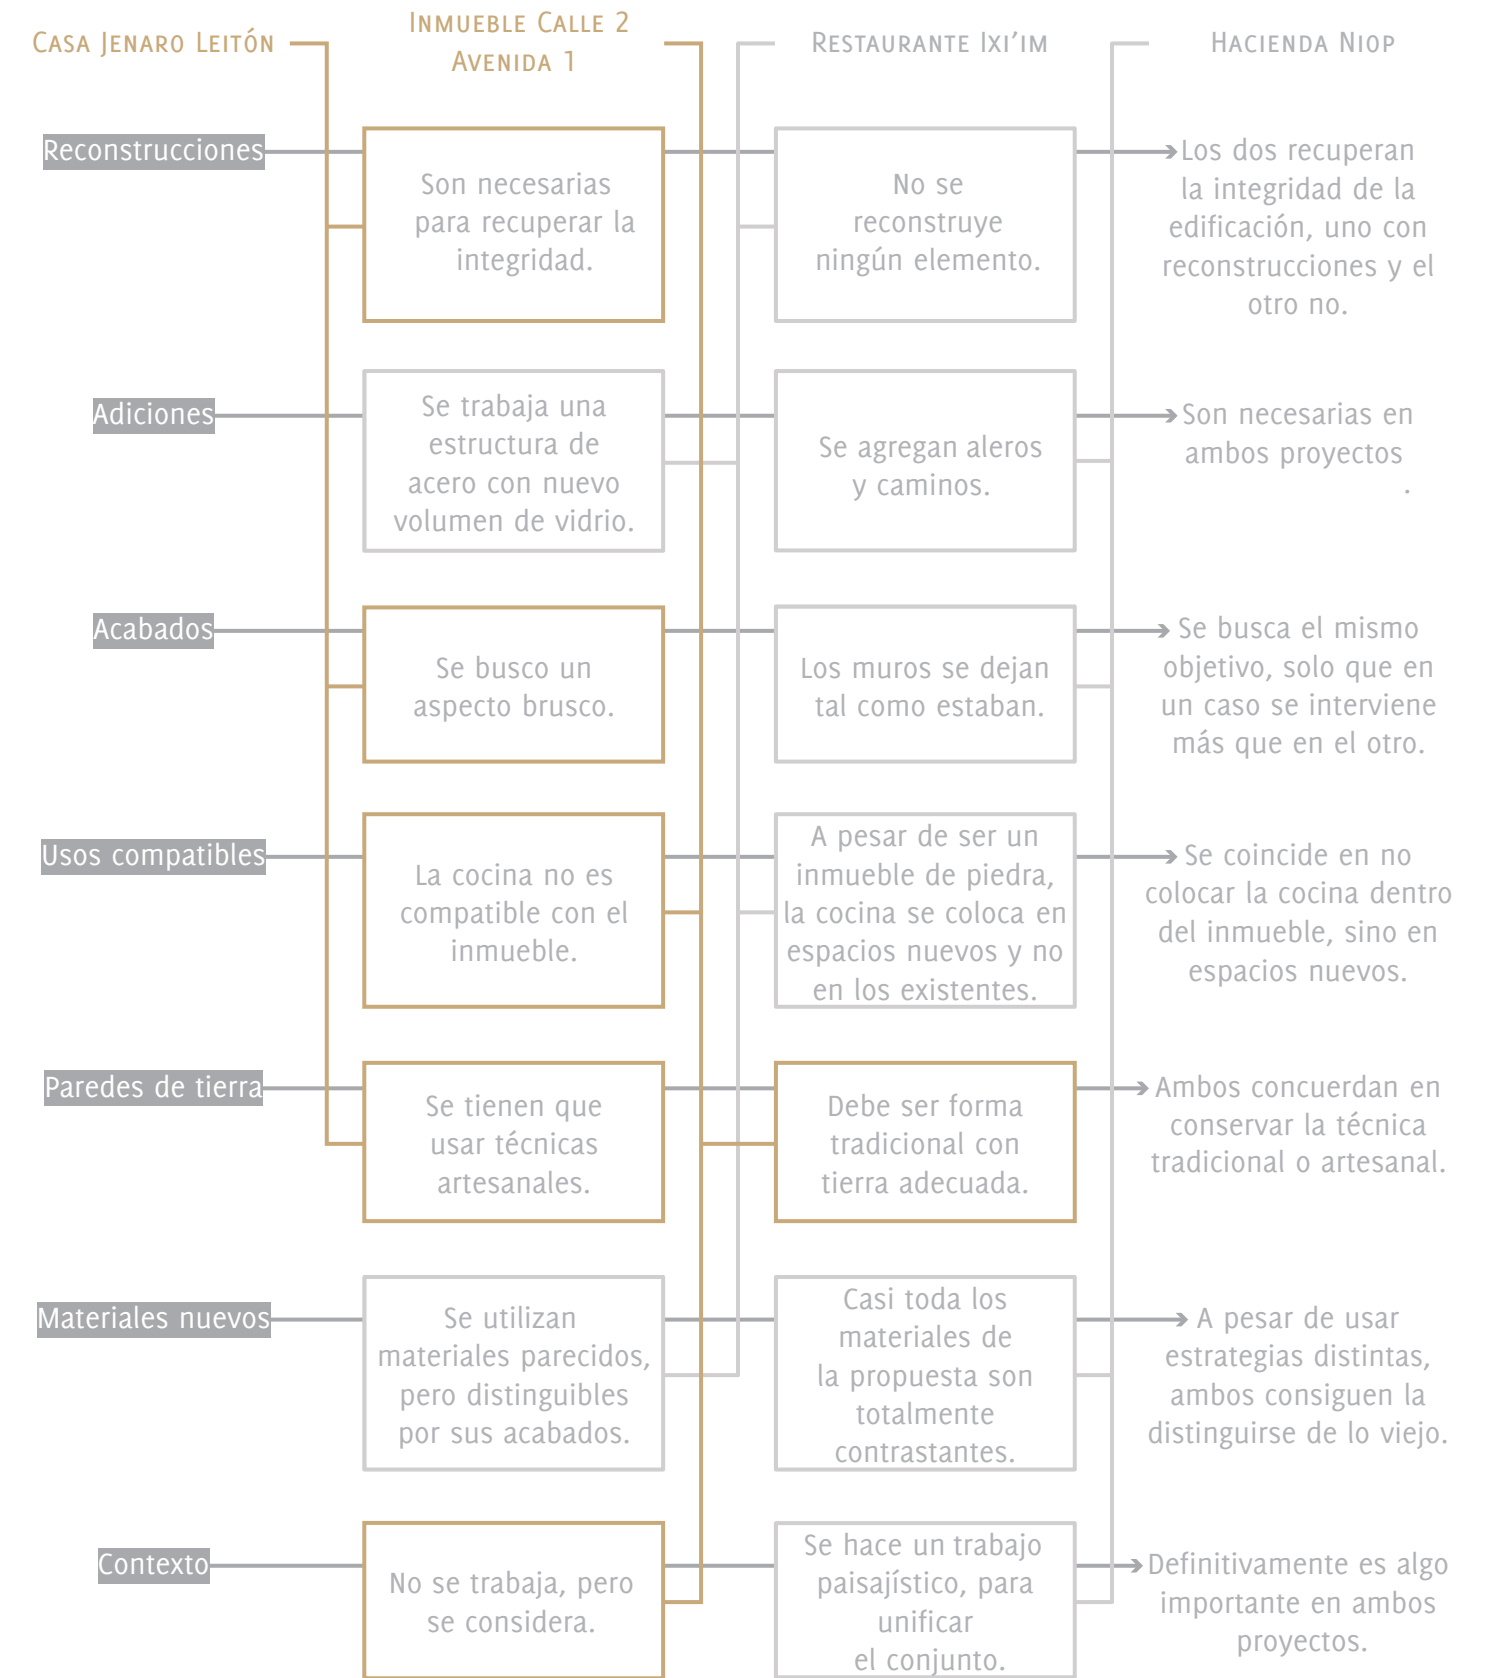 Casa Jenaro Leitón
Inmueble Calle 2
Avenida 1
Restaurante Ixi’im
Hacienda Niop
Reconstrucciones
Son necesarias
para recuperar la
integridad.
No se
reconstruye
ningún elemento.
Los dos recuperan
la integridad de la
edificación, uno con
reconstrucciones y el
otro no.
Adiciones
Se trabaja una
estructura de
acero con nuevo
volumen de vidrio.
Se agregan aleros
y caminos.
Son necesarias en
ambos proyectos
.
Acabados
Se busco un
aspecto brusco.
Los muros se dejan
tal como estaban.
Se busca el mismo
objetivo, solo que en
un caso se interviene
más que en el otro.
Usos compatibles
La cocina no es
compatible con el
inmueble.
A pesar de ser un
inmueble de piedra,
la cocina se coloca en
espacios nuevos y no
en los existentes.
Se coincide en no
colocar la cocina dentro
del inmueble, sino en
espacios nuevos.
Paredes de tierra
Se tienen que
usar técnicas
artesanales.
Debe ser forma
tradicional con
tierra adecuada.
Ambos concuerdan en
conservar la técnica
tradicional o artesanal.
Materiales nuevos
Se utilizan
materiales parecidos,
pero distinguibles
por sus acabados.
Casi toda los
materiales de
la propuesta son
totalmente
contrastantes.
A pesar de usar
estrategias distintas,
ambos consiguen la
distinguirse de lo viejo.
Contexto
No se trabaja, pero
se considera.
Se hace un trabajo
paisajístico, para
unificar
el conjunto.
Definitivamente es algo
importante en ambos
proyectos.